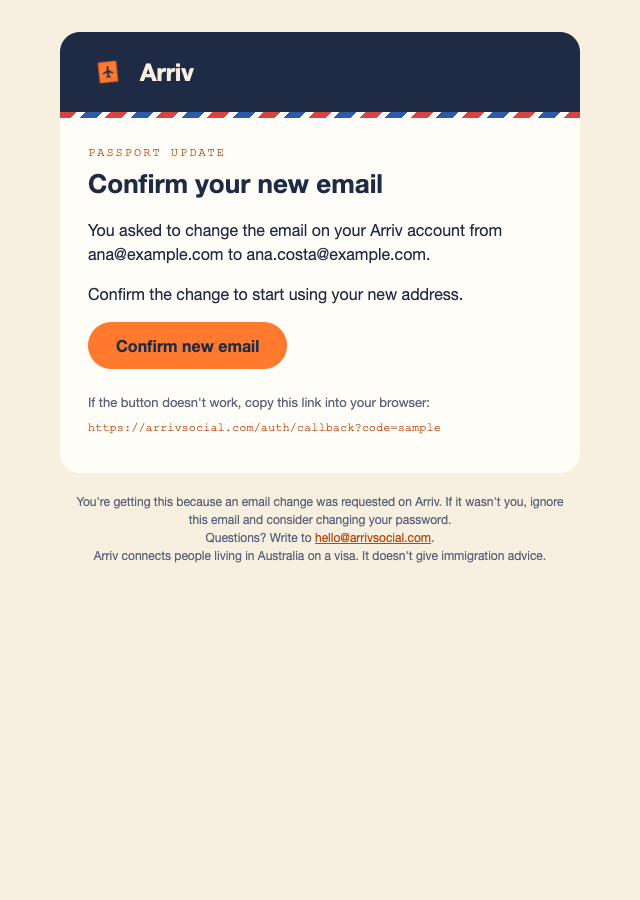 Arriv
PASSPORT UPDATE
Confirm your new email
You asked to change the email on your Arriv account from
ana@example.com to ana.costa@example.com.
Confirm the change to start using your new address.
Confirm new email
If the button doesn't work, copy this link into your browser:
https://arrivsocial.com/auth/callback?code=sample
You're getting this because an email change was requested on Arriv. If it wasn't you, ignore
this email and consider changing your password.
Questions? Write to hello@arrivsocial.com.
Arriv connects people living in Australia on a visa. It doesn't give immigration advice.